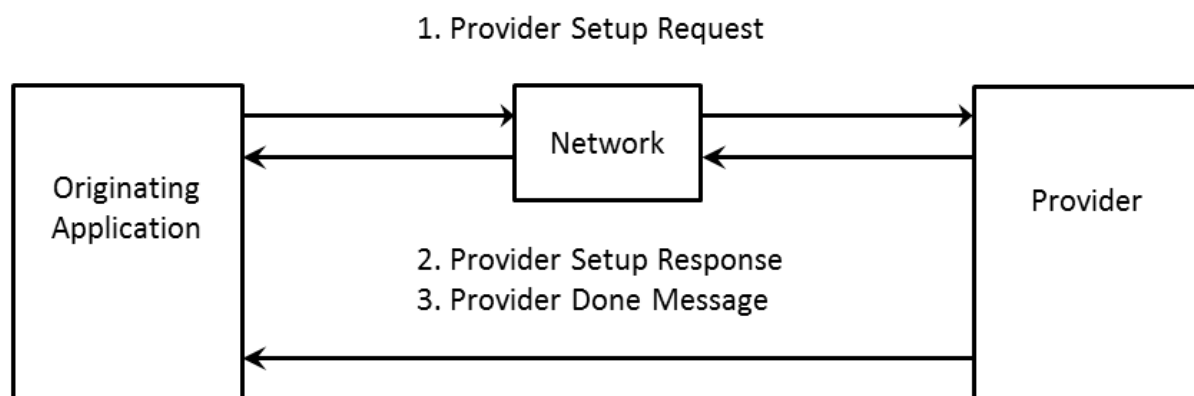 1. Provider Setup Request
Network
Originating
Application
Provider
2. Provider Setup Response
3. Provider Done Message